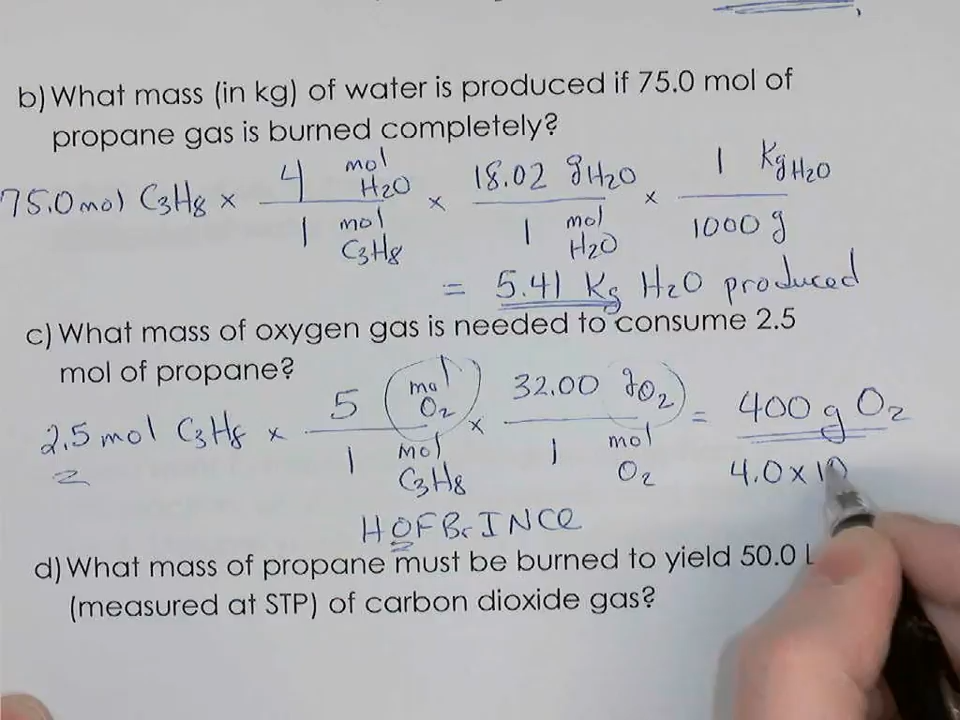 b) What mass (in kg) of water is produced if 75.0 mol of
propane gas is burned completely?
75.0 mol C3H8 × 4 mol H2O / 1 mol C3H8 × 18.02 g H2O / 1 mol H2O × 1 Kg H2O / 1000 g
= 5.41 Kg H2O produced
c) What mass of oxygen gas is needed to consume 2.5
mol of propane?
2.5 mol C3H8 × 5 mol O2 / 1 mol C3H8 × 32.00 g O2 / 1 mol O2 = 400 g O2
2
4.0 × 10
HOFBrINCl
d) What mass of propane must be burned to yield 50.0 L
(measured at STP) of carbon dioxide gas?